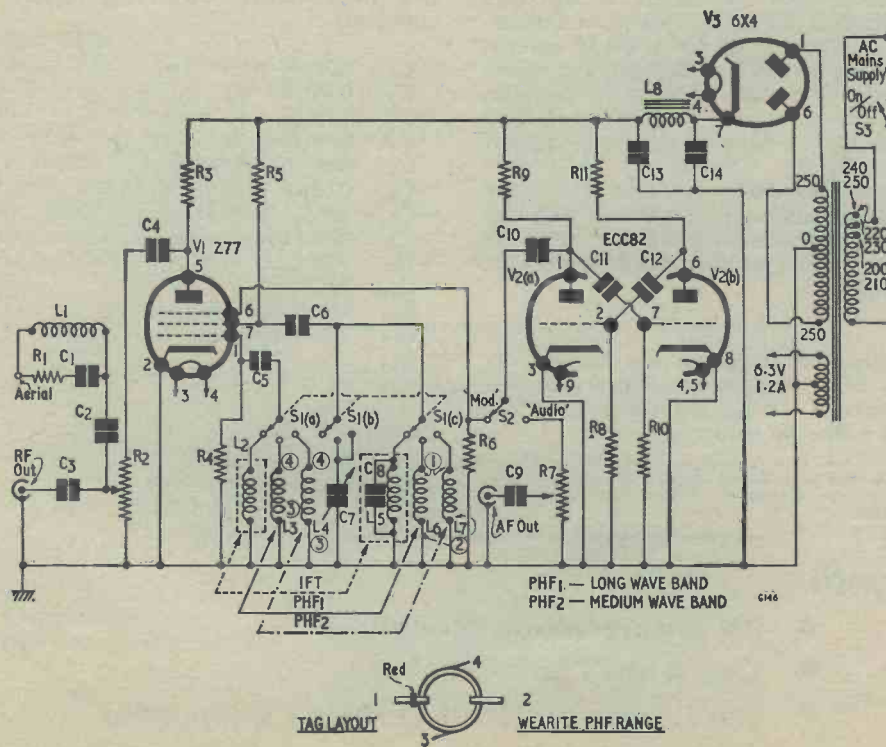 V3 6X4
1
3
4
7
6
L8
AC
Mains
Supply
On/
Off
S3
R3
R5
R9
R11
C13
C14
250
0
250
240
250
220
230
200
210
6.3V
1.2A
C4
V1 Z77
5
6
7
1
2
3
4
C10
ECC82
C11
C12
1
6
V2(a)
V2(b)
2
7
3
9
4,5
8
L1
R1
C1
Aerial
C2
RF
Out
C3
R2
C6
C5
S1(a)
S1(b)
S1(c)
'Mod.'
S2
'Audio'
R4
L2
4
4
C8
1
R6
C9
R7
R8
R10
3
L3
L4
3
C7
L5
L6
L7
2
AF Out
IFT
PHF1
PHF2
PHF1. — LONG WAVE BAND
PHF2 — MEDIUM WAVE BAND
G146
Red
4
1
2
3
TAG LAYOUT
WEARITE PHF. RANGE